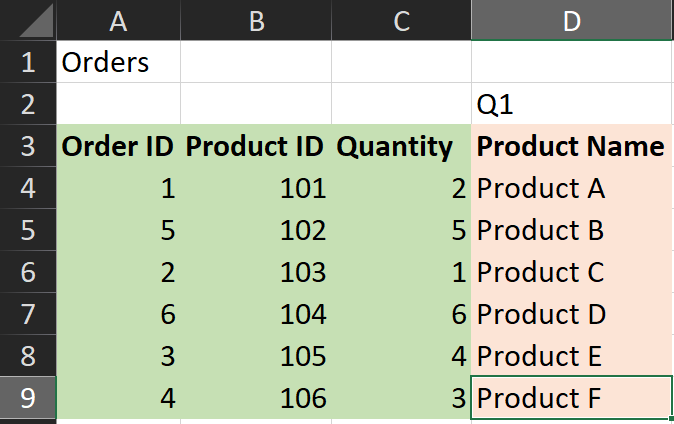 A B C D
1 Orders
2 Q1
3 Order ID Product ID Quantity Product Name
4 1 101 2 Product A
5 5 102 5 Product B
6 2 103 1 Product C
7 6 104 6 Product D
8 3 105 4 Product E
9 4 106 3 Product F